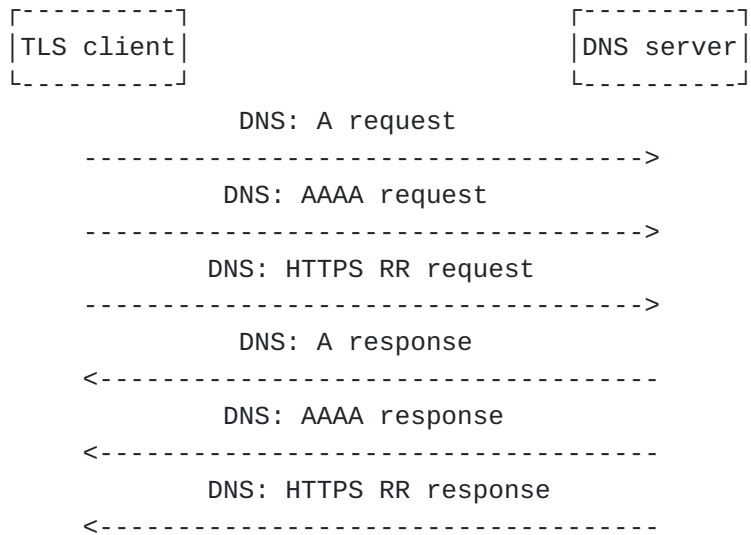 TLS client DNS server
DNS: A request
DNS: AAAA request
DNS: HTTPS RR request
DNS: A response
DNS: AAAA response
DNS: HTTPS RR response